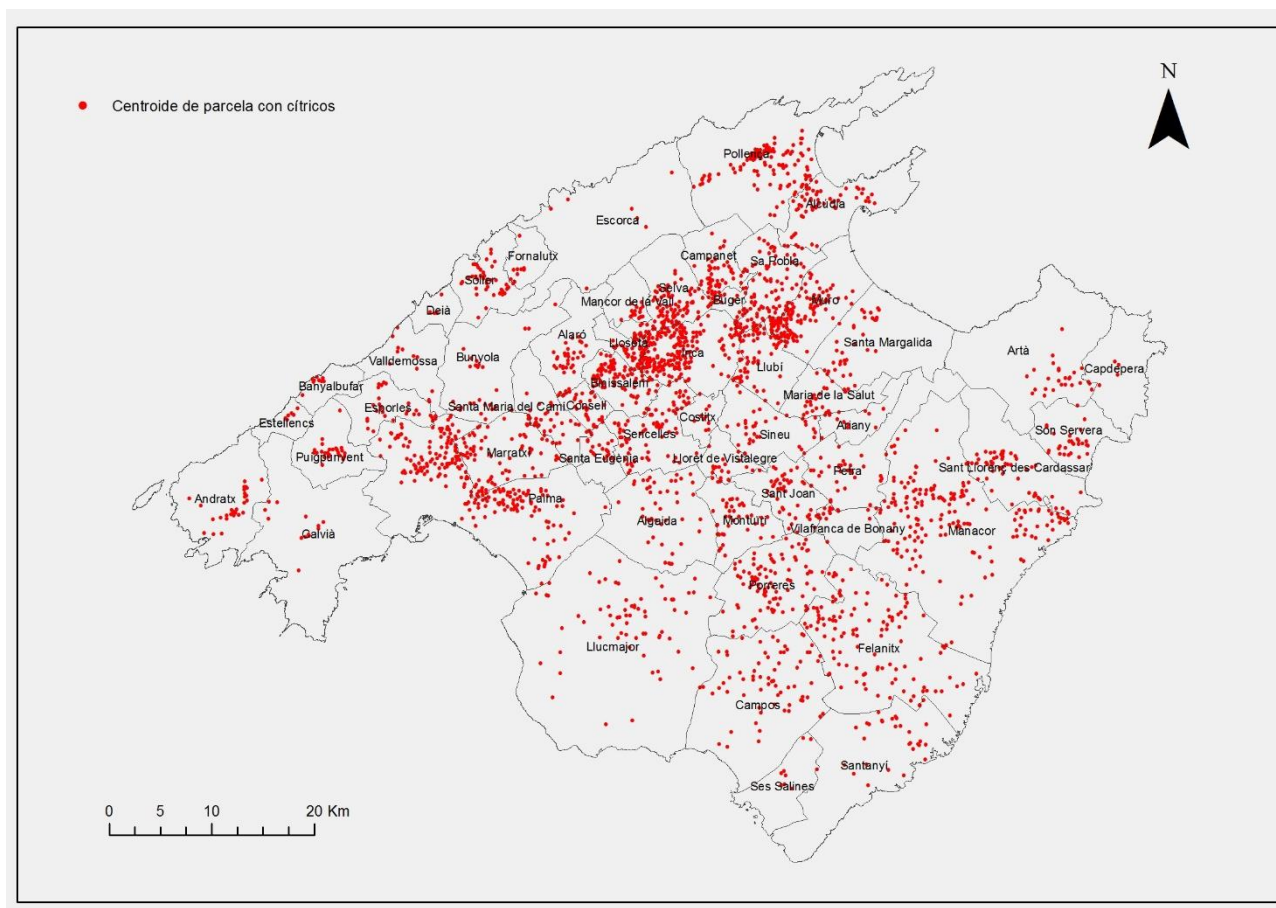 N
Centroide de parcela con cítricos
Pollença
Alcúdia
Escorca
Fornalutx
Campanet
Sa Pobla
Sóller
Selva
Mancor de la Vall
Búger
Muro
Deià
Alaró
Lloseta
Inca
Santa Margalida
Artà
Valldemossa
Bunyola
Llubí
Capdepera
Banyalbufar
Binissalem
Maria de la Salut
Esporles
Santa Maria del Camí
Consell
Estellencs
Costitx
Ariany
Son Servera
Sencelles
Sineu
Puigpunyent
Marratxí
Santa Eugènia
Lloret de Vistalegre
Petra
Sant Llorenç des Cardassar
Andratx
Palma
Sant Joan
Algaida
Montuïri
Vilafranca de Bonany
Manacor
Calvià
Porreres
Llucmajor
Felanitx
Campos
Santanyí
Ses Salines
0 5 10 20 Km